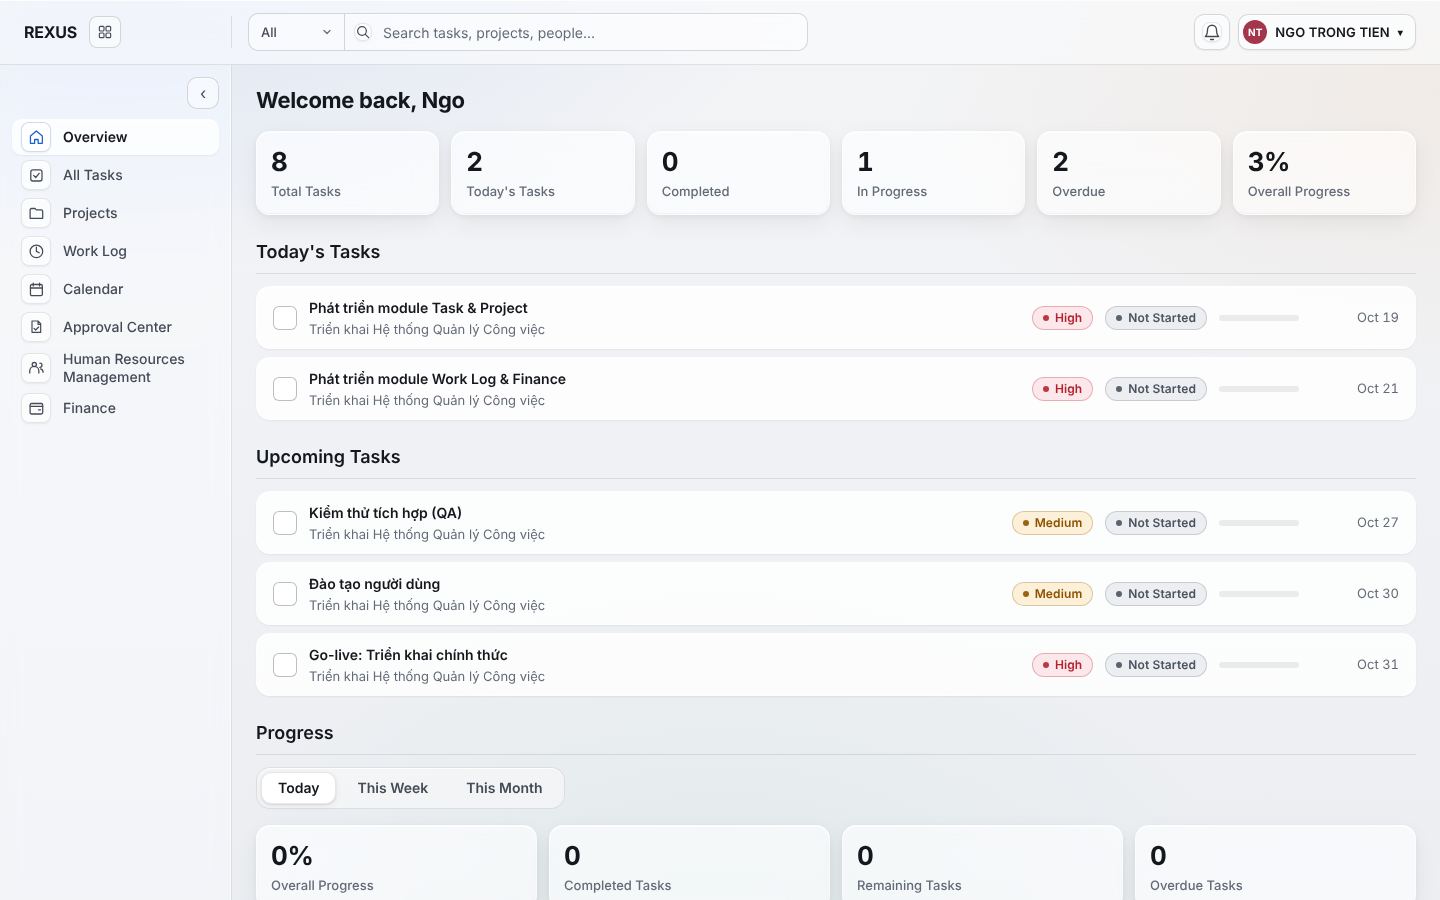 REXUS
All
Search tasks, projects, people...
NT
NGO TRONG TIEN
Overview
All Tasks
Projects
Work Log
Calendar
Approval Center
Human Resources
Management
Finance
Welcome back, Ngo
8
Total Tasks
2
Today's Tasks
0
Completed
1
In Progress
2
Overdue
3%
Overall Progress
Today's Tasks
Phát triển module Task & Project
Triển khai Hệ thống Quản lý Công việc
High
Not Started
Oct 19
Phát triển module Work Log & Finance
Triển khai Hệ thống Quản lý Công việc
High
Not Started
Oct 21
Upcoming Tasks
Kiểm thử tích hợp (QA)
Triển khai Hệ thống Quản lý Công việc
Medium
Not Started
Oct 27
Đào tạo người dùng
Triển khai Hệ thống Quản lý Công việc
Medium
Not Started
Oct 30
Go-live: Triển khai chính thức
Triển khai Hệ thống Quản lý Công việc
High
Not Started
Oct 31
Progress
Today
This Week
This Month
0%
Overall Progress
0
Completed Tasks
0
Remaining Tasks
0
Overdue Tasks